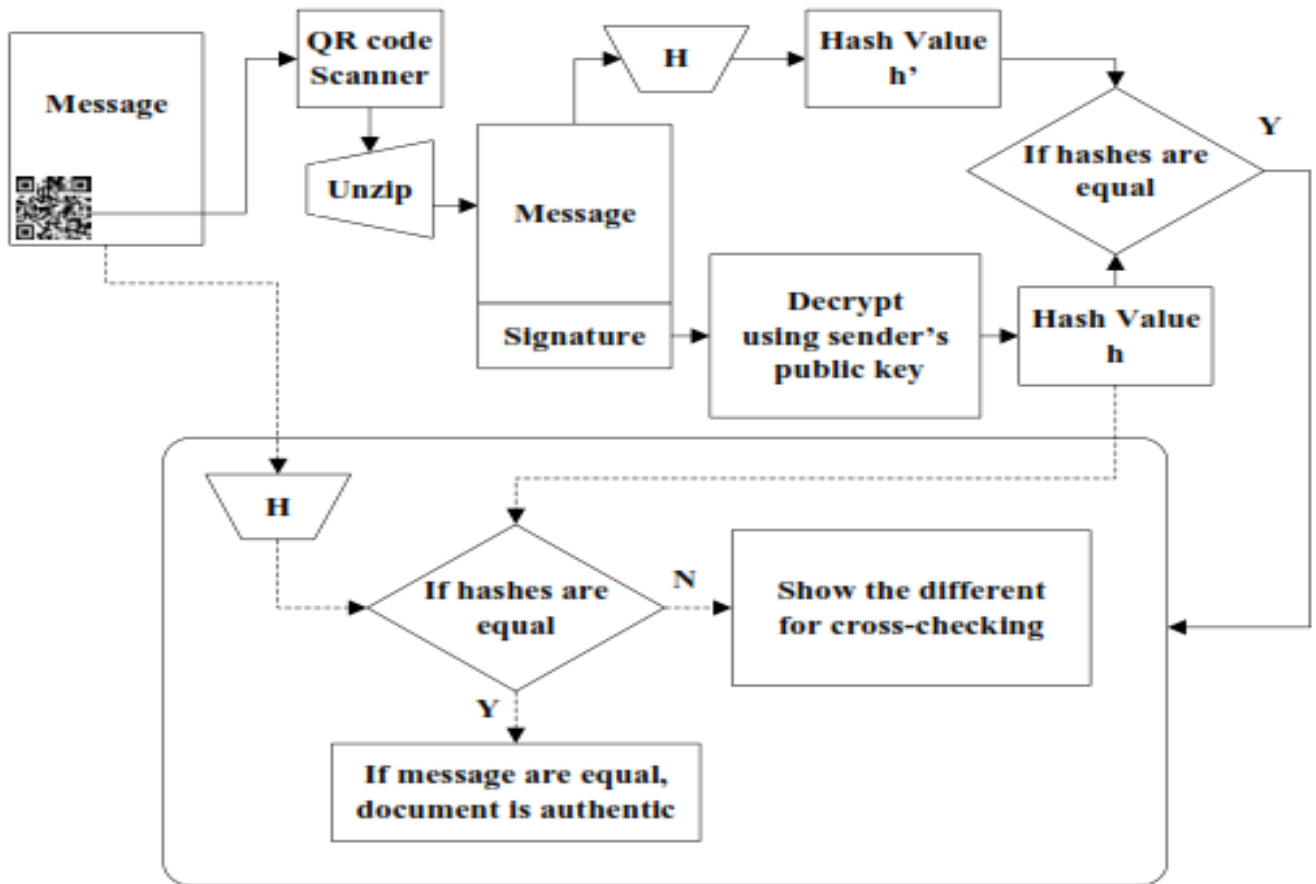 Message
QR code
Scanner
Unzip
Message
Signature
H
Hash Value
h’
If hashes are
equal
Y
Decrypt
using sender’s
public key
Hash Value
h
H
If hashes are
equal
N
Show the different
for cross-checking
Y
If message are equal,
document is authentic